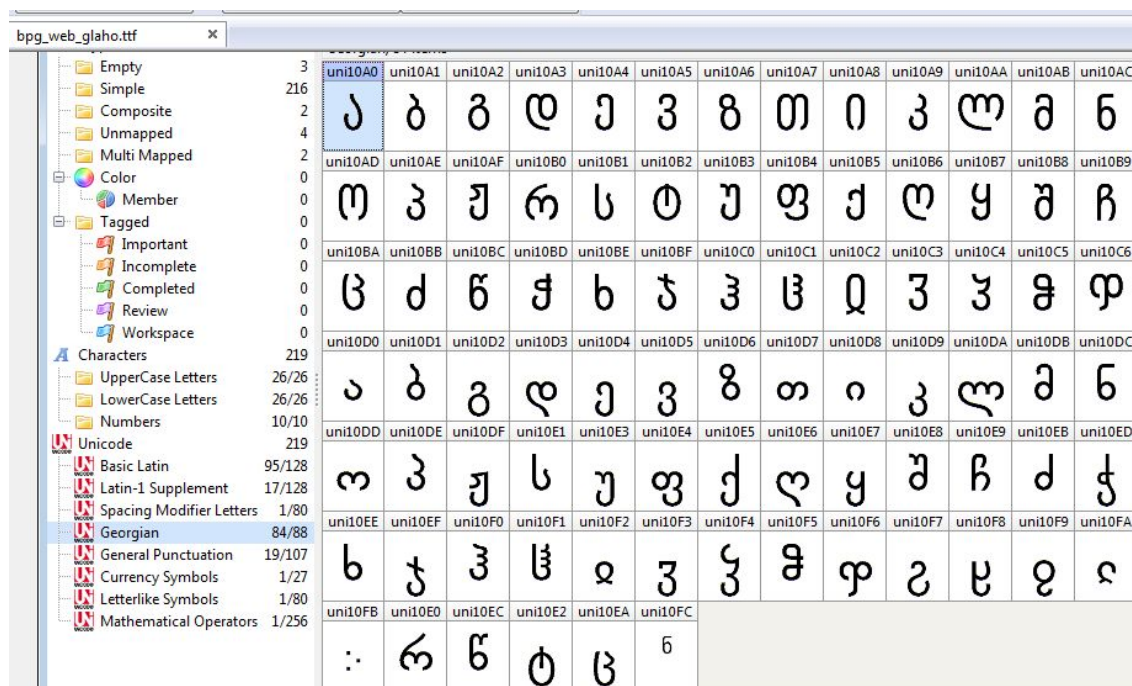 bpg_web_glaho.ttf ×
Empty 3
Simple 216
Composite 2
Unmapped 4
Multi Mapped 2
Color 0
Member 0
Tagged 0
Important 0
Incomplete 0
Completed 0
Review 0
Workspace 0
Characters 219
UpperCase Letters 26/26
LowerCase Letters 26/26
Numbers 10/10
Unicode 219
Basic Latin 95/128
Latin-1 Supplement 17/128
Spacing Modifier Letters 1/80
Georgian 84/88
General Punctuation 19/107
Currency Symbols 1/27
Letterlike Symbols 1/80
Mathematical Operators 1/256
uni10A0 uni10A1 uni10A2 uni10A3 uni10A4 uni10A5 uni10A6 uni10A7 uni10A8 uni10A9 uni10AA uni10AB uni10AC
ა ბ გ დ ე ვ ზ თ ი კ ლ მ ნ
uni10AD uni10AE uni10AF uni10B0 uni10B1 uni10B2 uni10B3 uni10B4 uni10B5 uni10B6 uni10B7 uni10B8 uni10B9
ო პ ჟ რ ს ტ უ ფ ქ ღ ყ შ ჩ
uni10BA uni10BB uni10BC uni10BD uni10BE uni10BF uni10C0 uni10C1 uni10C2 uni10C3 uni10C4 uni10C5 uni10C6
ც ძ წ ჭ ხ ჯ ჰ ჱ ჲ ჳ ჴ ჵ ჶ
uni10D0 uni10D1 uni10D2 uni10D3 uni10D4 uni10D5 uni10D6 uni10D7 uni10D8 uni10D9 uni10DA uni10DB uni10DC
ა ბ გ დ ე ვ ზ თ ი კ ლ მ ნ
uni10DD uni10DE uni10DF uni10E1 uni10E3 uni10E4 uni10E5 uni10E6 uni10E7 uni10E8 uni10E9 uni10EB uni10ED
ო პ ჟ ს უ ფ ქ ღ ყ შ ჩ ძ ჭ
uni10EE uni10EF uni10F0 uni10F1 uni10F2 uni10F3 uni10F4 uni10F5 uni10F6 uni10F7 uni10F8 uni10F9 uni10FA
ხ ჯ ჰ ჱ ჲ ჳ ჴ ჵ ჶ ჷ ჸ ჹ ჺ
uni10FB uni10E0 uni10EC uni10E2 uni10EA uni10FC
჻ რ წ ტ ც ჼ